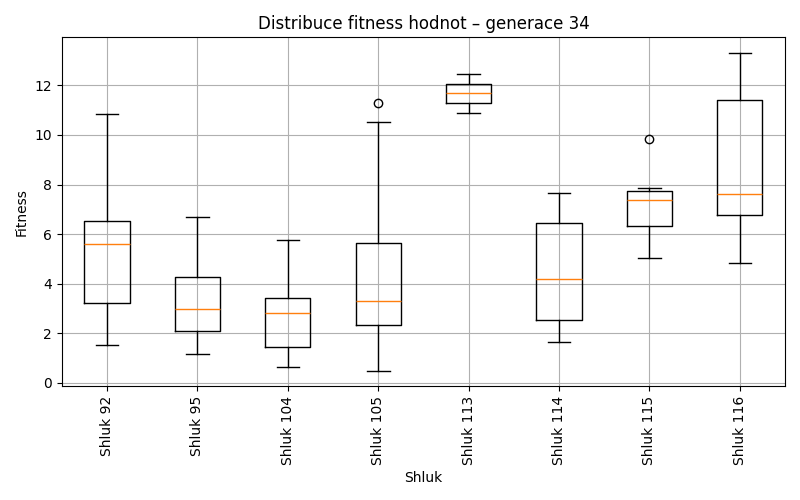 Distribuce fitness hodnot – generace 34
Fitness
12
10
8
6
4
2
0
Shluk 92
Shluk 95
Shluk 104
Shluk 105
Shluk 113
Shluk 114
Shluk 115
Shluk 116
Shluk